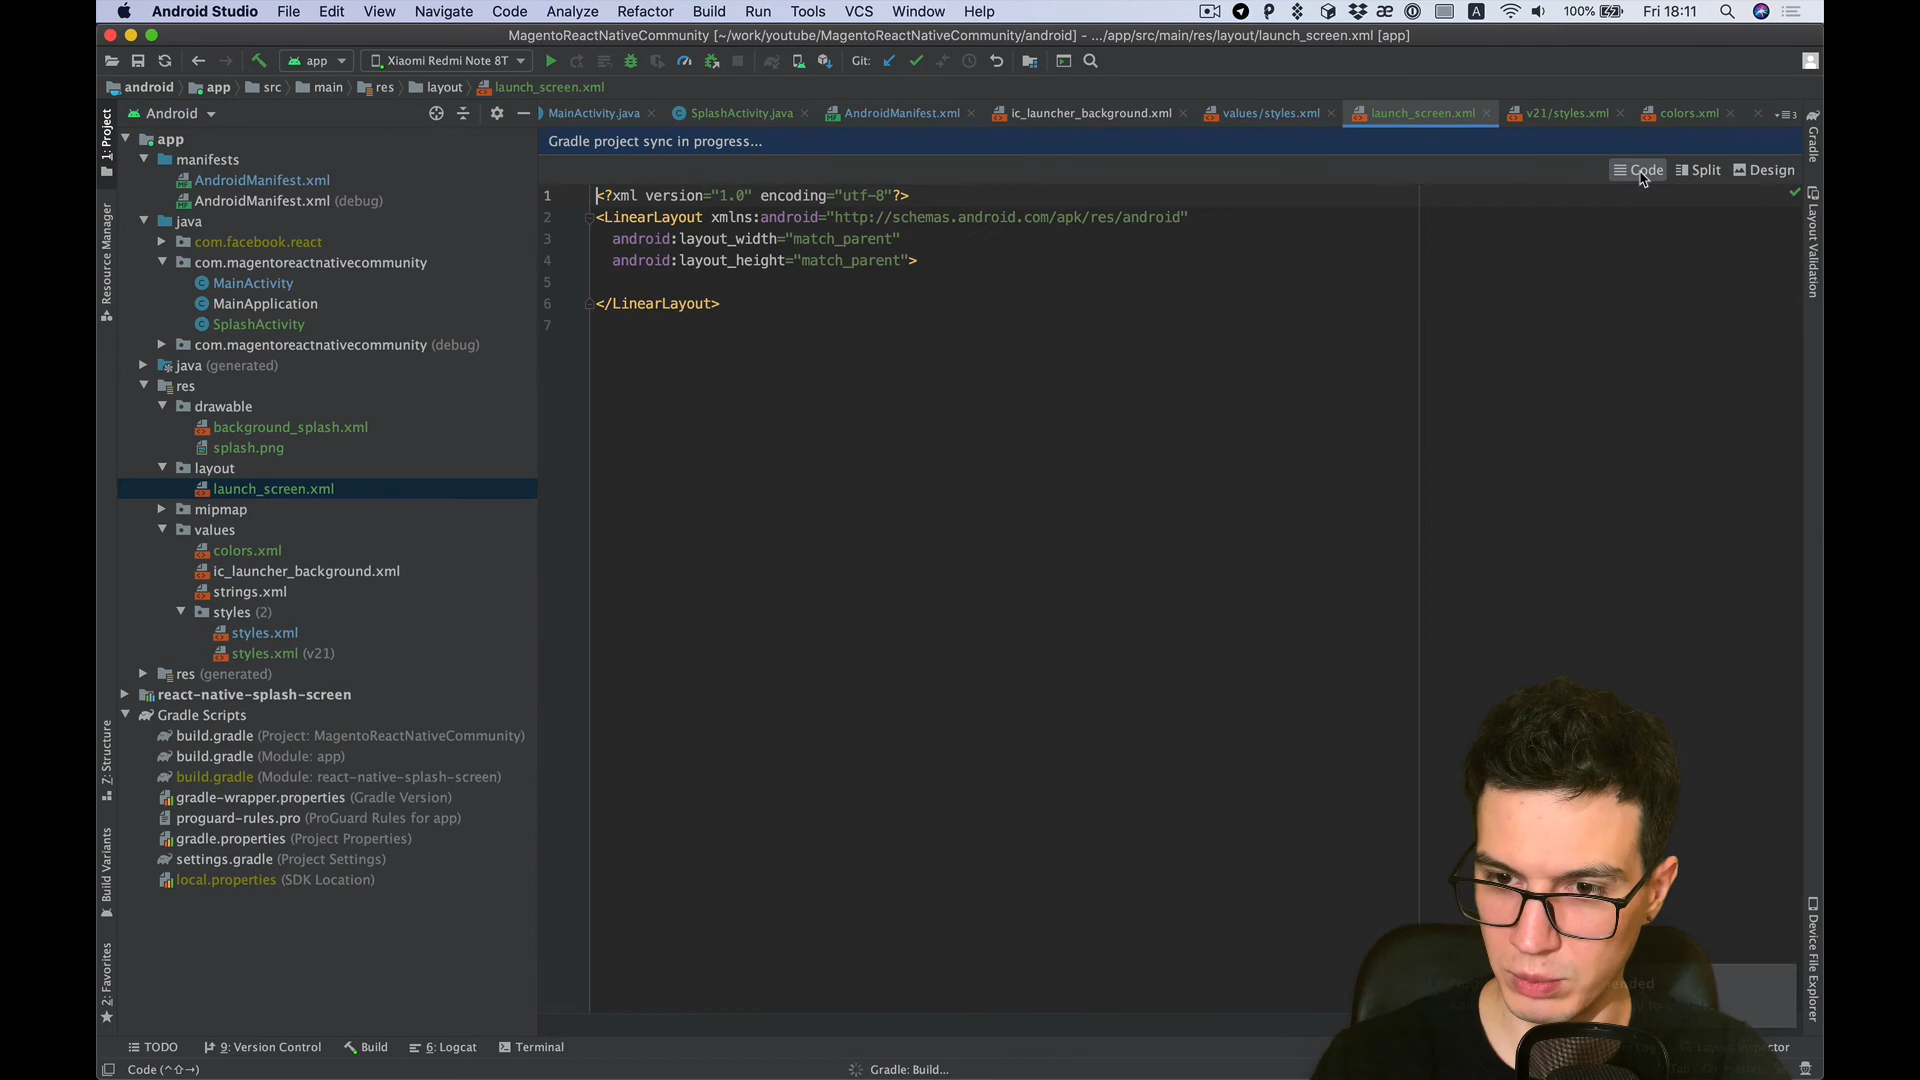 Android Studio File Edit View Navigate Code Analyze Refactor Build Run Tools VCS Window Help 100% Fri 18:11
MagentoReactNativeCommunity [~/work/youtube/MagentoReactNativeCommunity/android] - .../app/src/main/res/layout/launch_screen.xml [app]
app Xiaomi Redmi Note 8T Git:
android app src main res layout launch_screen.xml
Android
MainActivity.java SplashActivity.java AndroidManifest.xml ic_launcher_background.xml values/styles.xml launch_screen.xml v21/styles.xml colors.xml
Gradle project sync in progress...
Code Split Design
1: Project
Resource Manager
7: Structure
Build Variants
2: Favorites
app
manifests
AndroidManifest.xml
AndroidManifest.xml (debug)
java
com.facebook.react
com.magentoreactnativecommunity
MainActivity
MainApplication
SplashActivity
com.magentoreactnativecommunity (debug)
java (generated)
res
drawable
background_splash.xml
splash.png
layout
launch_screen.xml
mipmap
values
colors.xml
ic_launcher_background.xml
strings.xml
styles (2)
styles.xml
styles.xml (v21)
res (generated)
react-native-splash-screen
Gradle Scripts
build.gradle (Project: MagentoReactNativeCommunity)
build.gradle (Module: app)
build.gradle (Module: react-native-splash-screen)
gradle-wrapper.properties (Gradle Version)
proguard-rules.pro (ProGuard Rules for app)
gradle.properties (Project Properties)
settings.gradle (Project Settings)
local.properties (SDK Location)
1 <?xml version="1.0" encoding="utf-8"?>
2 <LinearLayout xmlns:android="http://schemas.android.com/apk/res/android"
3 android:layout_width="match_parent"
4 android:layout_height="match_parent">
5
6 </LinearLayout>
7
Gradle
Layout Validation
Device File Explorer
TODO 9: Version Control Build 6: Logcat Terminal
Code (⌃⇧→) Gradle: Build...